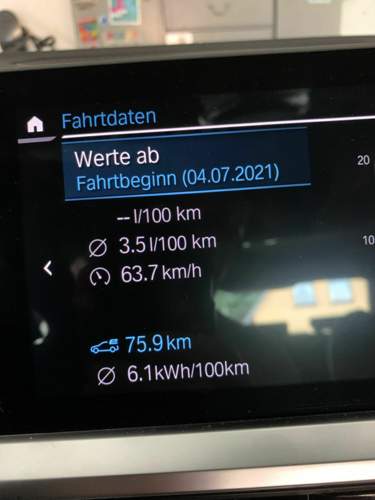 Fahrtdaten
Werte ab
Fahrtbeginn (04.07.2021)
20
-- l/100 km
Ø 3.5 l/100 km
10
63.7 km/h
75.9 km
Ø 6.1 kWh/100km